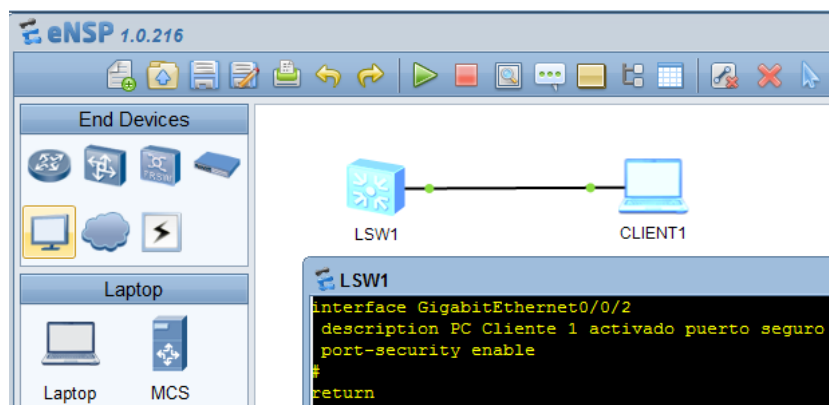 eNSP 1.0.216
End Devices
TRSW
LSW1
CLIENT1
Laptop
Laptop
MCS
LSW1
interface GigabitEthernet0/0/2
description PC Cliente 1 activado puerto seguro
port-security enable
#
return